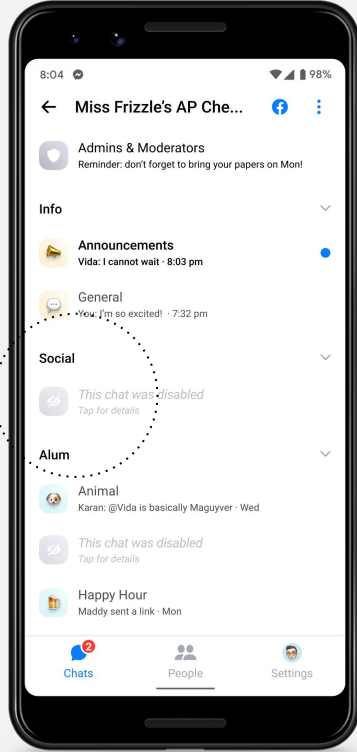 8:04 98%
Miss Frizzle's AP Che...
Admins & Moderators
Reminder: don't forget to bring your papers on Mon!
Info
Announcements
Vida: I cannot wait · 8:03 pm
General
You: I'm so excited! · 7:32 pm
Social
This chat was disabled
Tap for details
Alum
Animal
Karan: @Vida is basically Maguyver · Wed
This chat was disabled
Tap for details
Happy Hour
Maddy sent a link · Mon
2
Chats People Settings